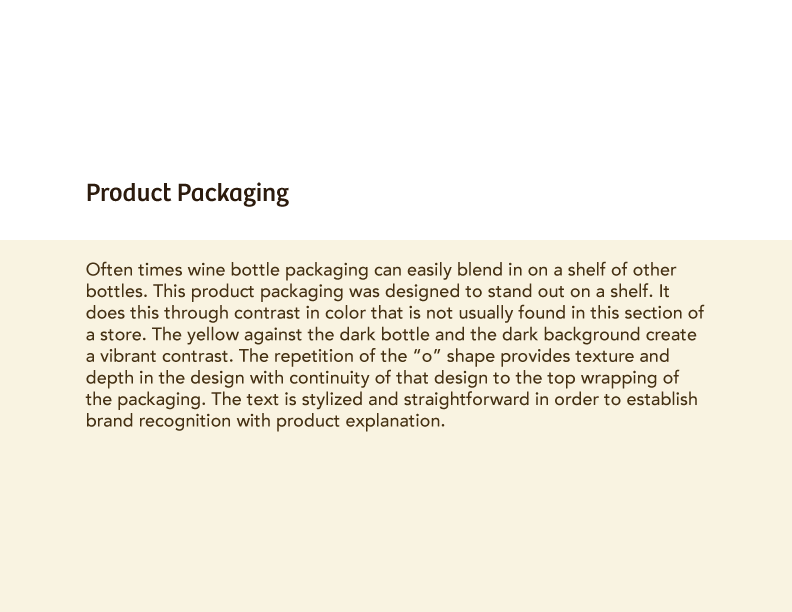 Product Packaging
Often times wine bottle packaging can easily blend in on a shelf of other
bottles. This product packaging was designed to stand out on a shelf. It
does this through contrast in color that is not usually found in this section of
a store. The yellow against the dark bottle and the dark background create
a vibrant contrast. The repetition of the “o” shape provides texture and
depth in the design with continuity of that design to the top wrapping of
the packaging. The text is stylized and straightforward in order to establish
brand recognition with product explanation.